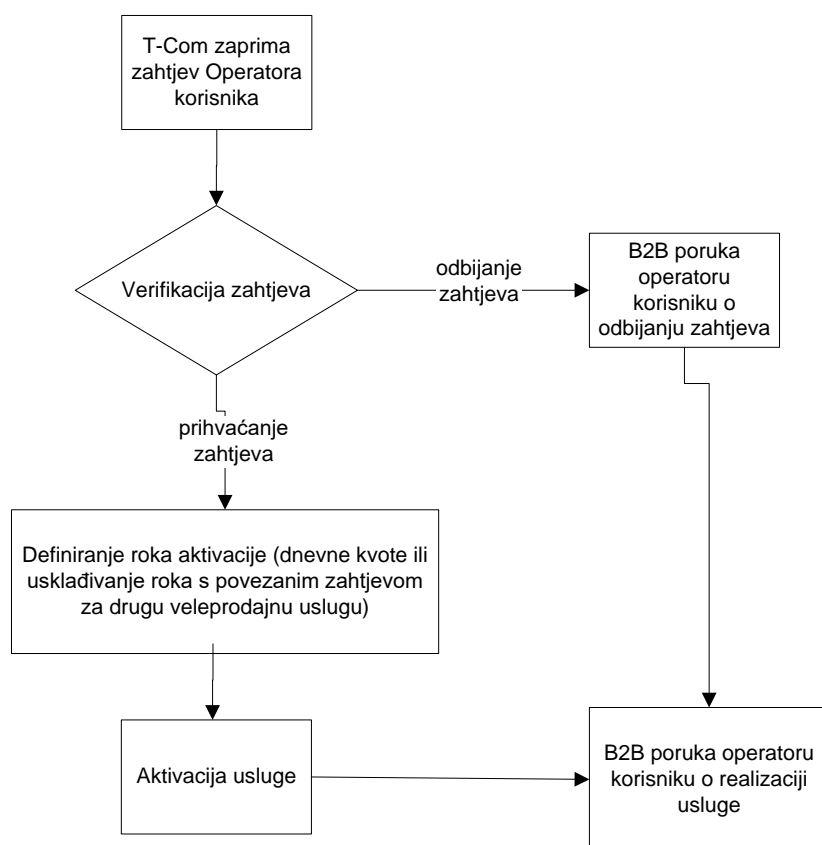 T-Com zaprima
zahtjev Operatora
korisnika
Verifikacija zahtjeva
odbijanje
zahtjeva
B2B poruka
operatoru
korisniku o
odbijanju zahtjeva
prihvaćanje
zahtjeva
Definiranje roka aktivacije (dnevne kvote ili
usklađivanje roka s povezanim zahtjevom
za drugu veleprodajnu uslugu)
Aktivacija usluge
B2B poruka operatoru
korisniku o realizaciji
usluge